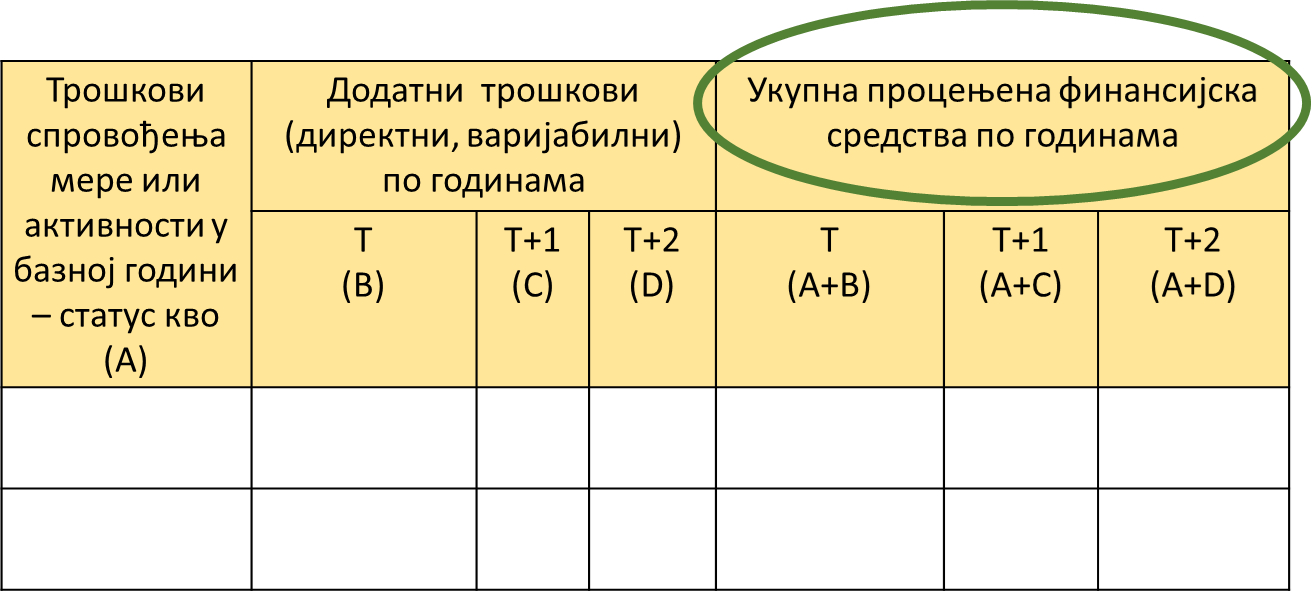 Трошкови
спровођења
мере или
активности у
базној години
– статус кво
(A)
Додатни трошкови
(директни, варијабилни)
по годинама
Укупна процењена финансијска
средства по годинама
T
(B)
T+1
(C)
T+2
(D)
T
(A+B)
T+1
(A+C)
T+2
(A+D)